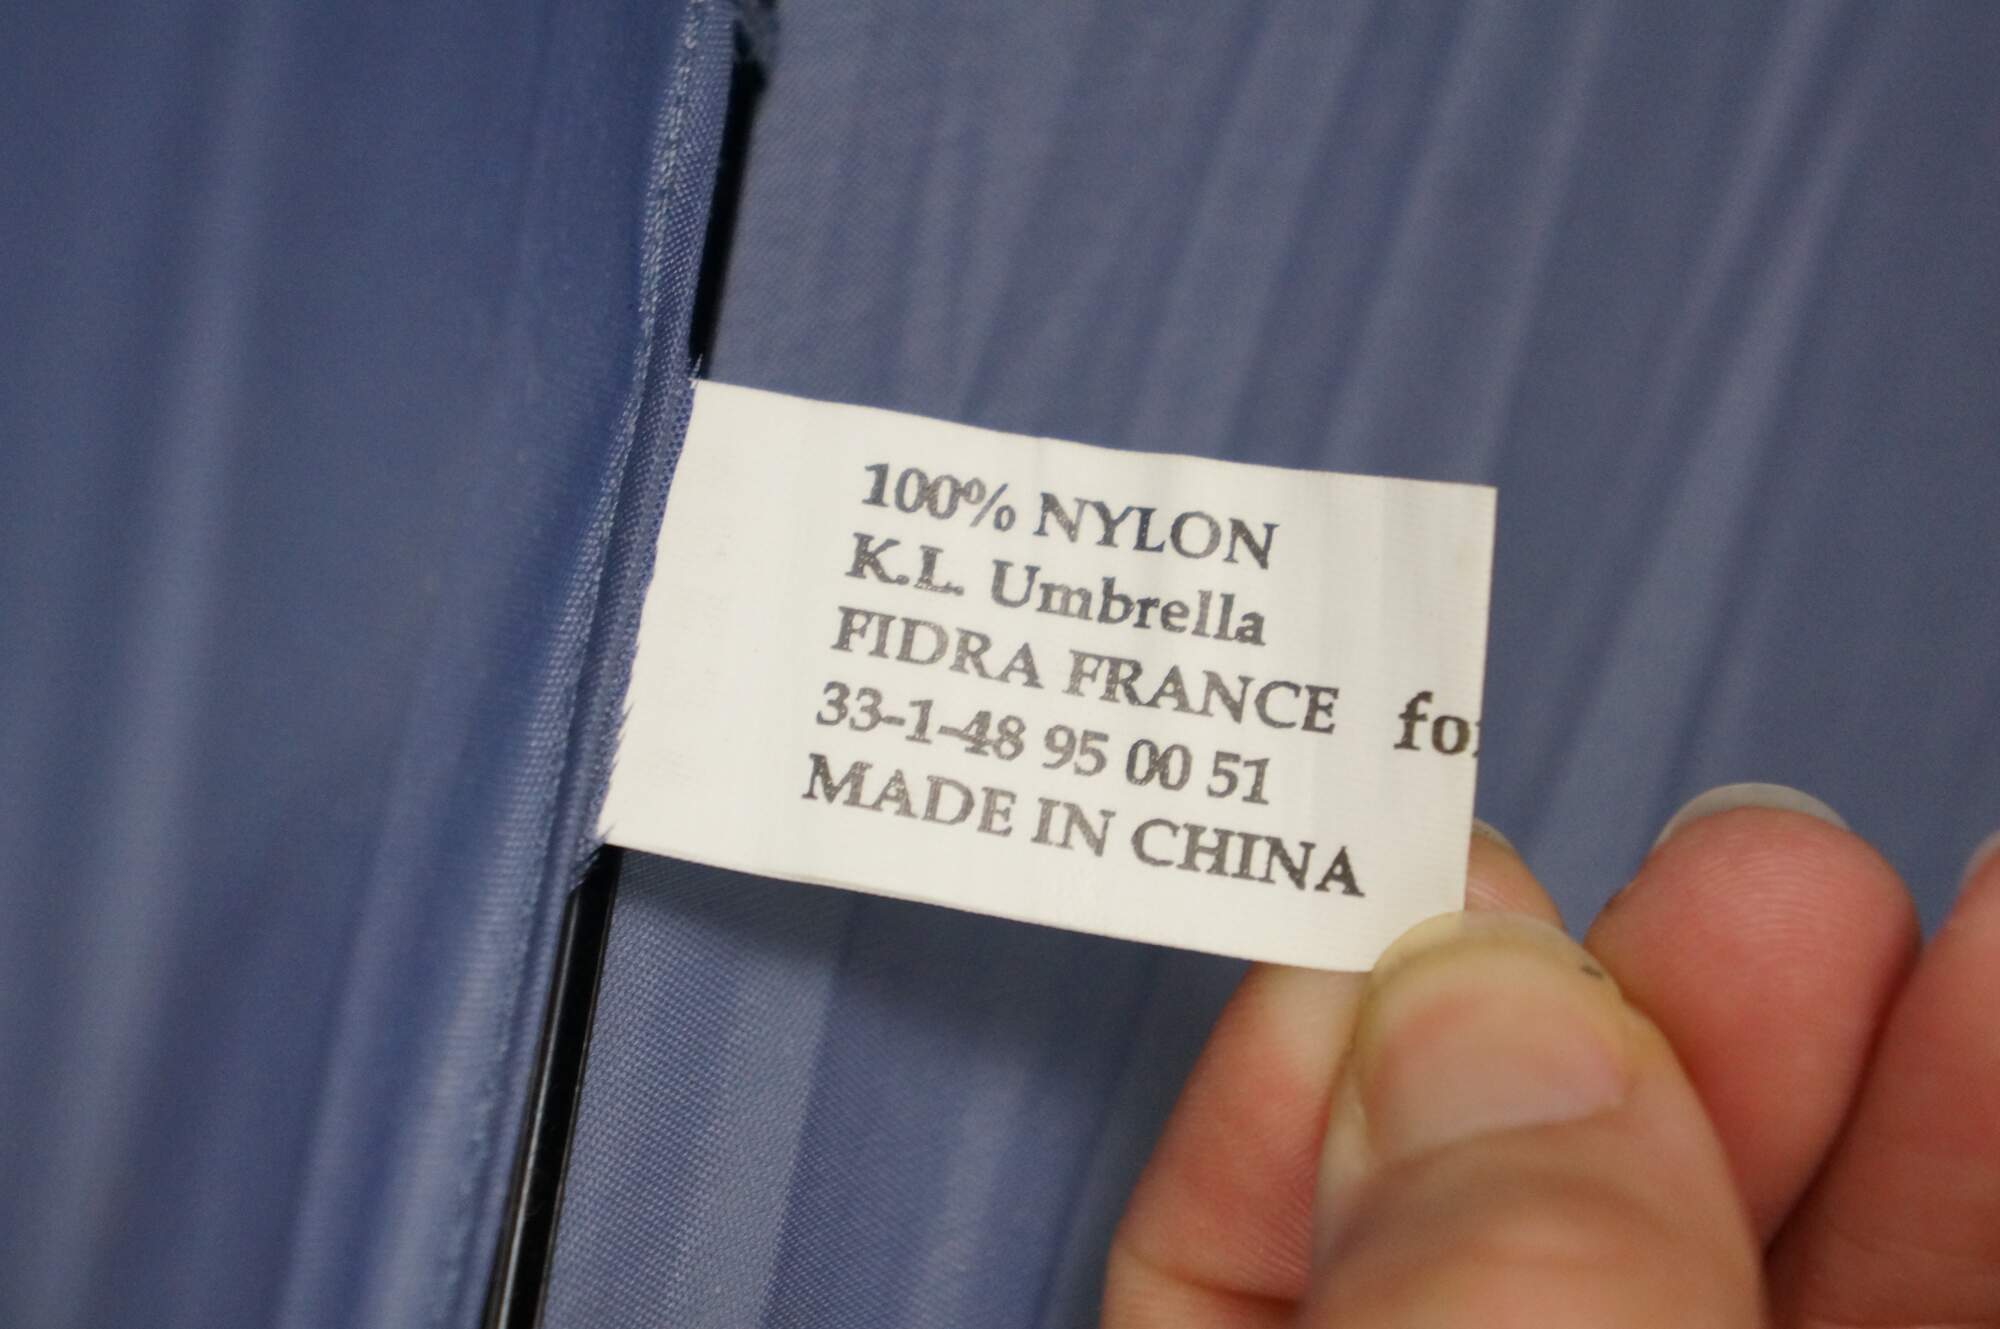 100% NYLON
K.L. Umbrella
FIDRA FRANCE
33-1-48 95 00 51
MADE IN CHINA